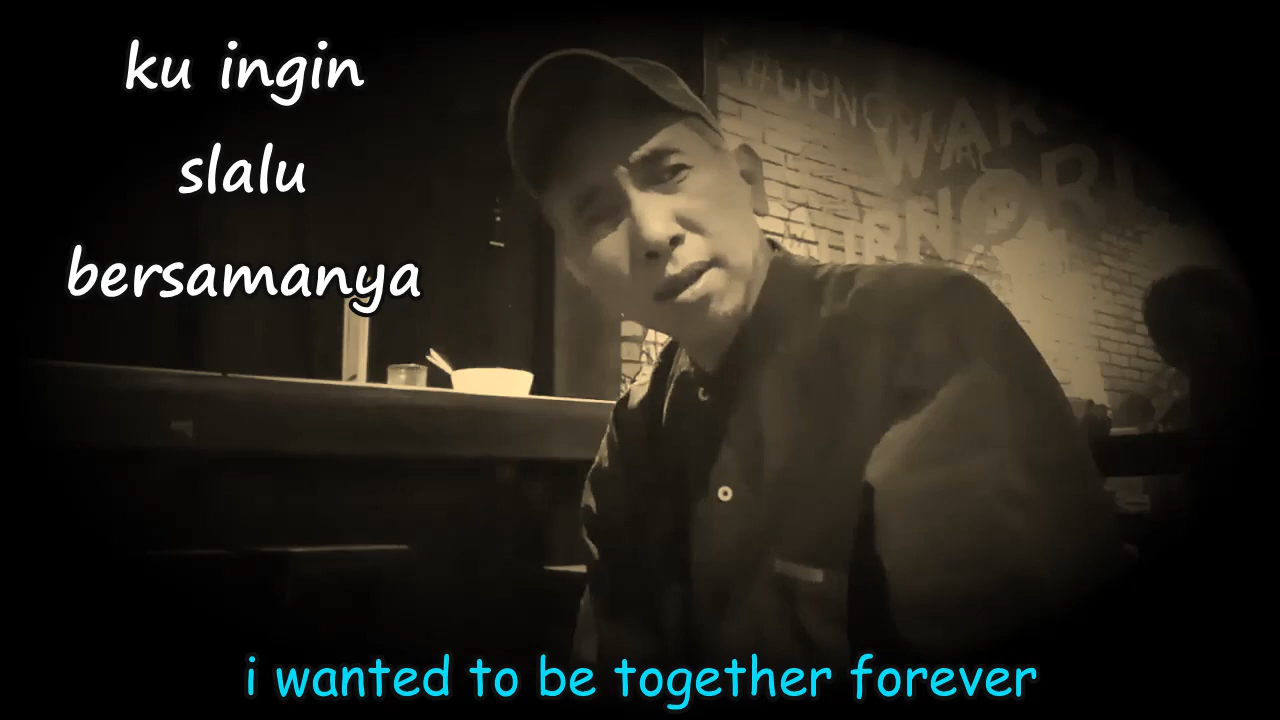 ku ingin
slalu
bersamanya
i wanted to be together forever